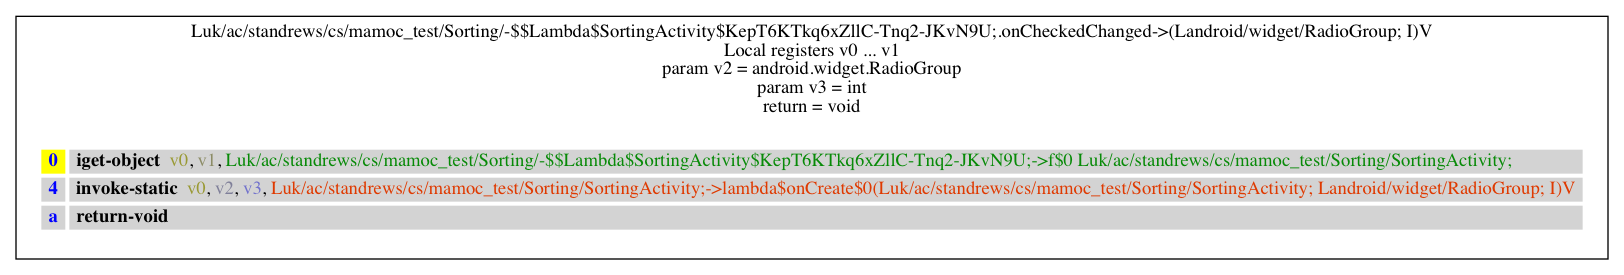 Luk/ac/standrews/cs/mamoc_test/Sorting/-$$Lambda$SortingActivity$KepT6KTkq6xZllC-Tnq2-JKvN9U;.onCheckedChanged->(Landroid/widget/RadioGroup; I)V
Local registers v0 ... v1
param v2 = android.widget.RadioGroup
param v3 = int
return = void
0 iget-object v0, v1, Luk/ac/standrews/cs/mamoc_test/Sorting/-$$Lambda$SortingActivity$KepT6KTkq6xZllC-Tnq2-JKvN9U;->f$0 Luk/ac/standrews/cs/mamoc_test/Sorting/SortingActivity;
4 invoke-static v0, v2, v3, Luk/ac/standrews/cs/mamoc_test/Sorting/SortingActivity;->lambda$onCreate$0(Luk/ac/standrews/cs/mamoc_test/Sorting/SortingActivity; Landroid/widget/RadioGroup; I)V
a return-void